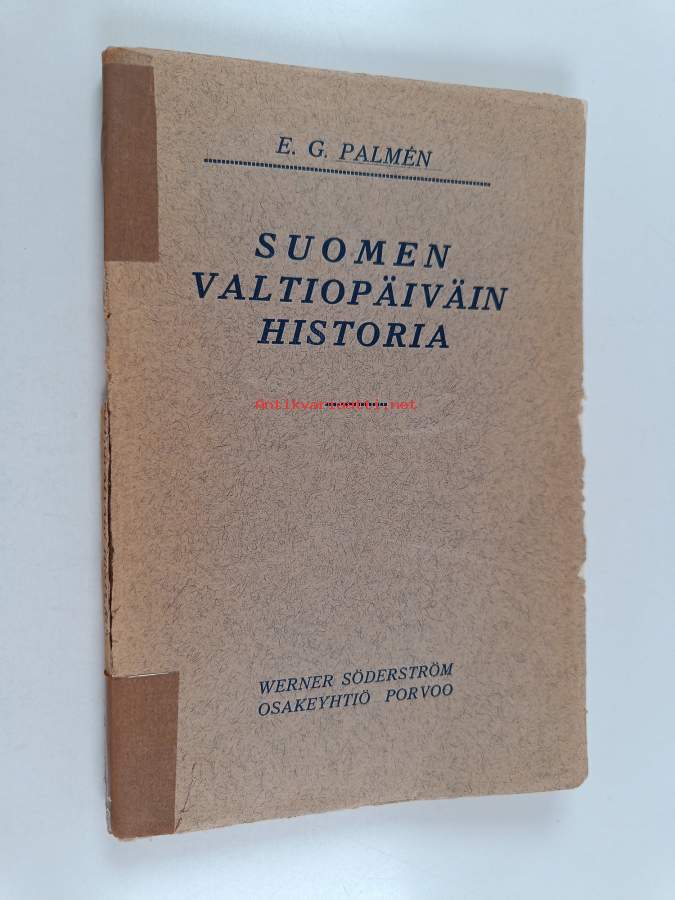 E. G. PALMÉN
SUOMEN
VALTIOPÄIVÄIN
HISTORIA
Antikvariaatti.net
WERNER SÖDERSTRÖM
OSAKEYHTIÖ PORVOO